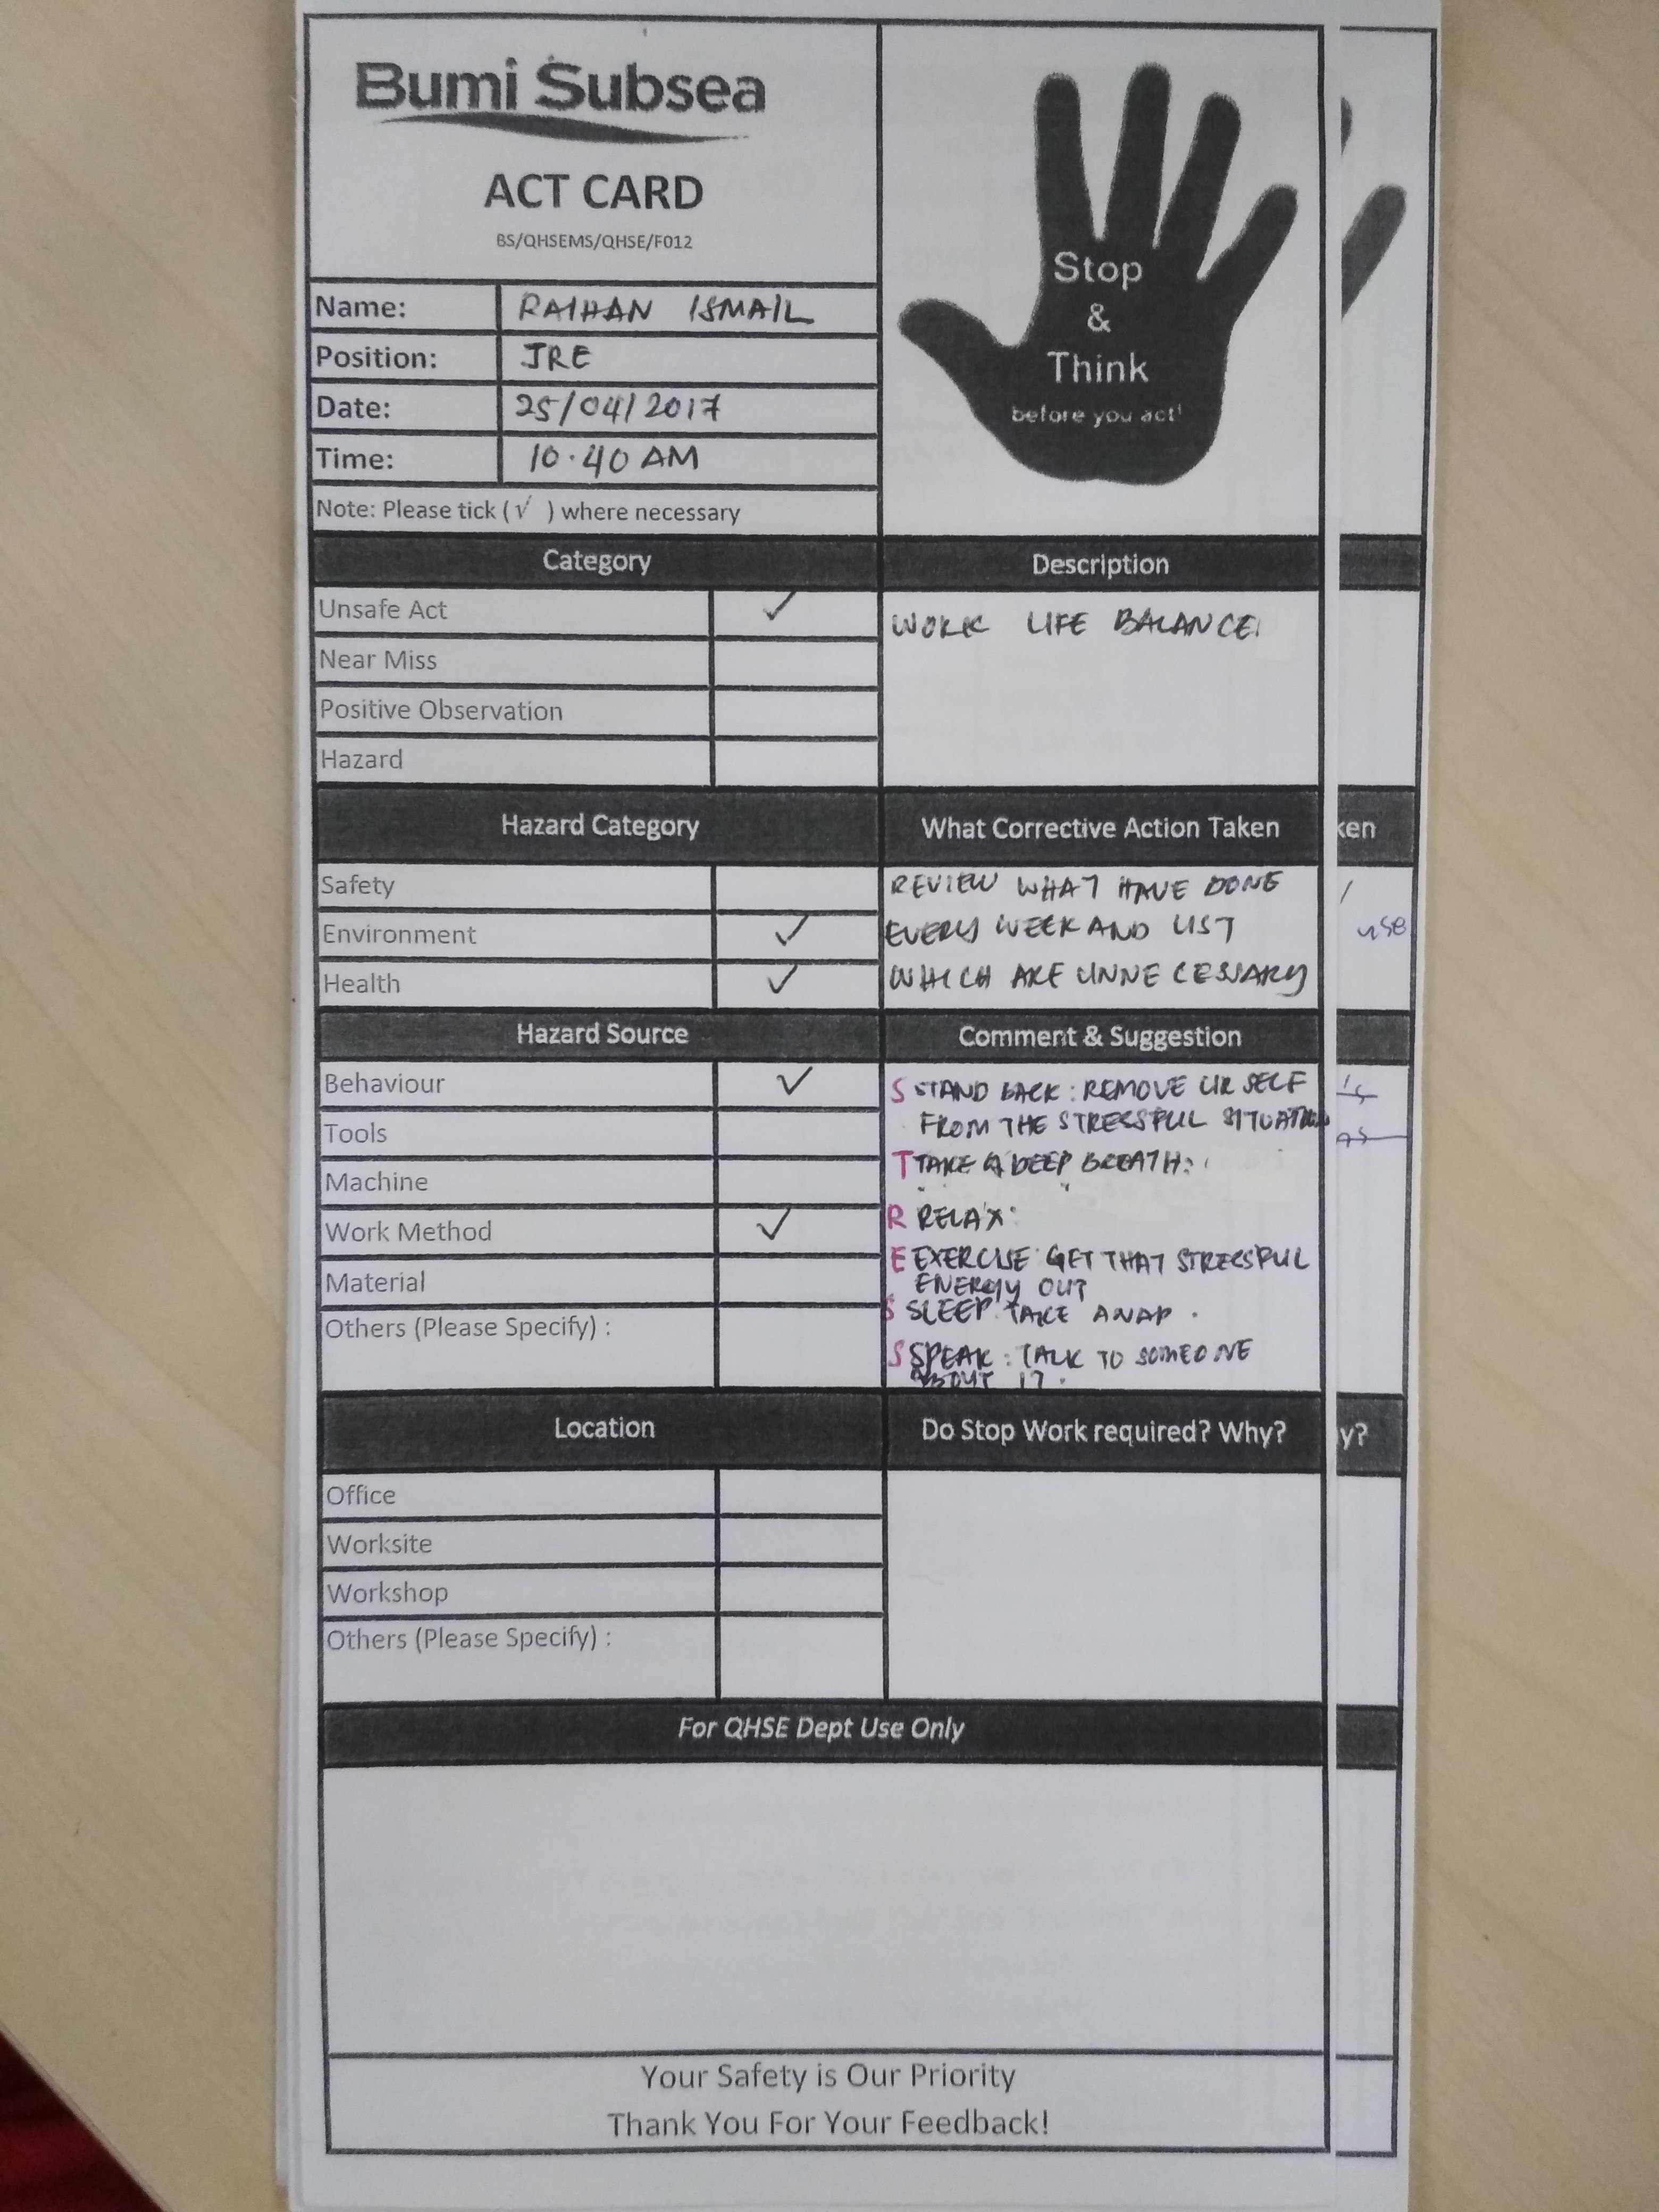 Bumi Subsea
ACT CARD
BS/QHSEMS/QHSE/F012
Stop
&
Think
before you act!
Name: RAIHAN ISMAIL
Position: JRE
Date: 25/04/2017
Time: 10.40 AM
Note: Please tick (√ ) where necessary
Category
Unsafe Act ✓
Near Miss
Positive Observation
Hazard
Description
WORK LIFE BALANCE
Hazard Category
Safety
Environment ✓
Health ✓
What Corrective Action Taken
REVIEW WHAT HAVE DONE
EVERY WEEK AND LIST
WHICH ARE UNNECESSARY
Hazard Source
Behaviour ✓
Tools
Machine
Work Method ✓
Material
Others (Please Specify) :
Comment & Suggestion
S STAND BACK : REMOVE UR SELF
FROM THE STRESSFUL SITUATION
T TAKE A DEEP BREATH.
R RELAX
E EXERCISE GET THAT STRESSFUL
ENERGY OUT
S SLEEP TAKE A NAP .
S SPEAK : TALK TO SOMEONE
ABOUT IT .
Location
Office
Worksite
Workshop
Others (Please Specify) :
Do Stop Work required? Why?
For QHSE Dept Use Only
Your Safety is Our Priority
Thank You For Your Feedback!
ken
use
y?